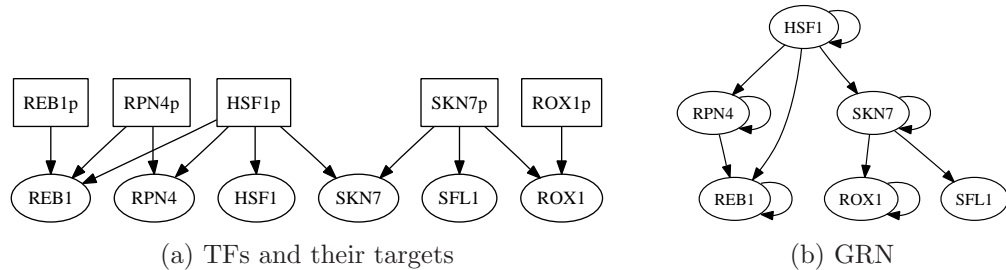 REB1p RPN4p HSF1p SKN7p ROX1p
REB1 RPN4 HSF1 SKN7 SFL1 ROX1
(a) TFs and their targets
HSF1
RPN4 SKN7
REB1 ROX1 SFL1
(b) GRN